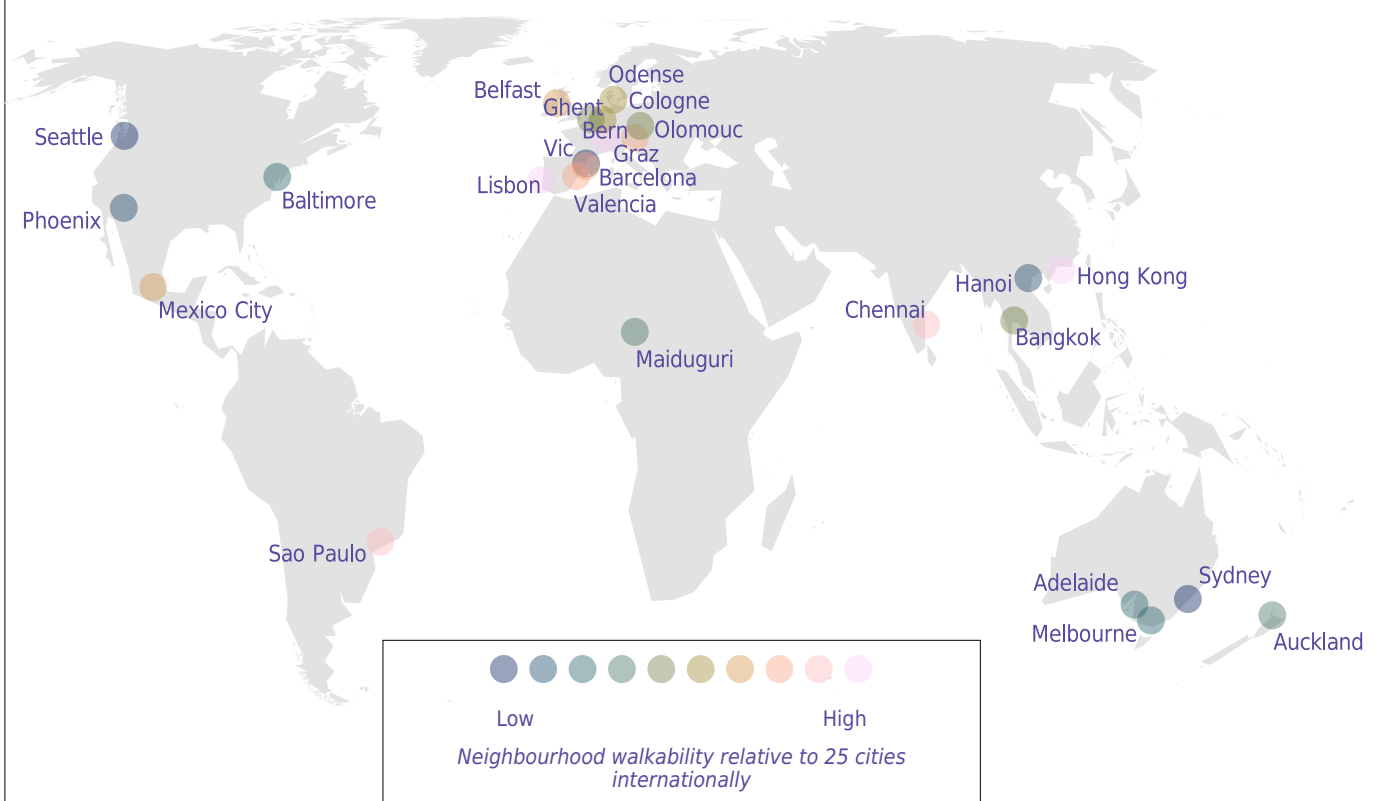 Odense
Belfast
Cologne
Ghent
Bern
Olomouc
Seattle
Vic
Graz
Barcelona
Lisbon
Baltimore
Valencia
Phoenix
Hong Kong
Hanoi
Mexico City
Chennai
Bangkok
Maiduguri
Sao Paulo
Sydney
Adelaide
Melbourne
Auckland
Low
High
Neighbourhood walkability relative to 25 cities
internationally